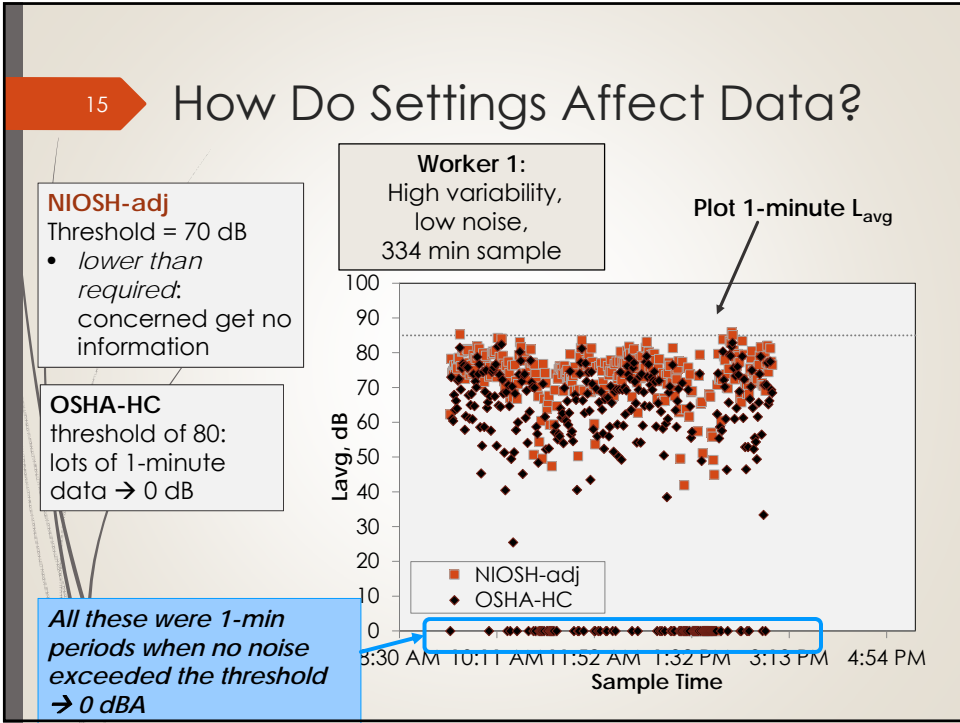 15
How Do Settings Affect Data?
NIOSH-adj
Threshold = 70 dB
• lower than
required:
concerned get no
information
OSHA-HC
threshold of 80:
lots of 1-minute
data → 0 dB
All these were 1-min
periods when no noise
exceeded the threshold
→ 0 dBA
Worker 1:
High variability,
low noise,
334 min sample
Plot 1-minute Lavg
Lavg, dB
100
90
80
70
60
50
40
30
20
10
0
NIOSH-adj
OSHA-HC
8:30 AM 10:11 AM 11:52 AM 1:32 PM 3:13 PM 4:54 PM
Sample Time